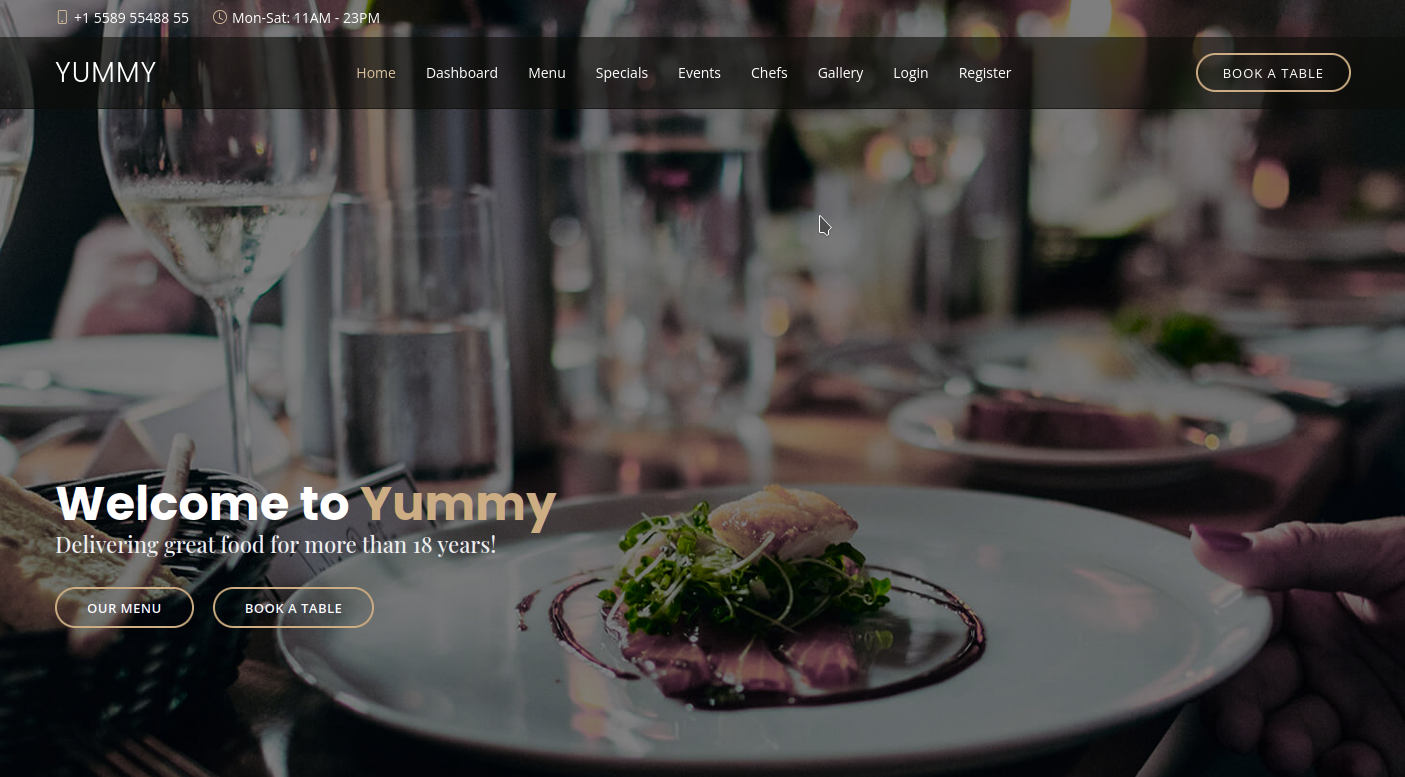 +1 5589 55488 55 Mon-Sat: 11AM - 23PM
YUMMY Home Dashboard Menu Specials Events Chefs Gallery Login Register BOOK A TABLE
Welcome to Yummy
Delivering great food for more than 18 years!
OUR MENU BOOK A TABLE